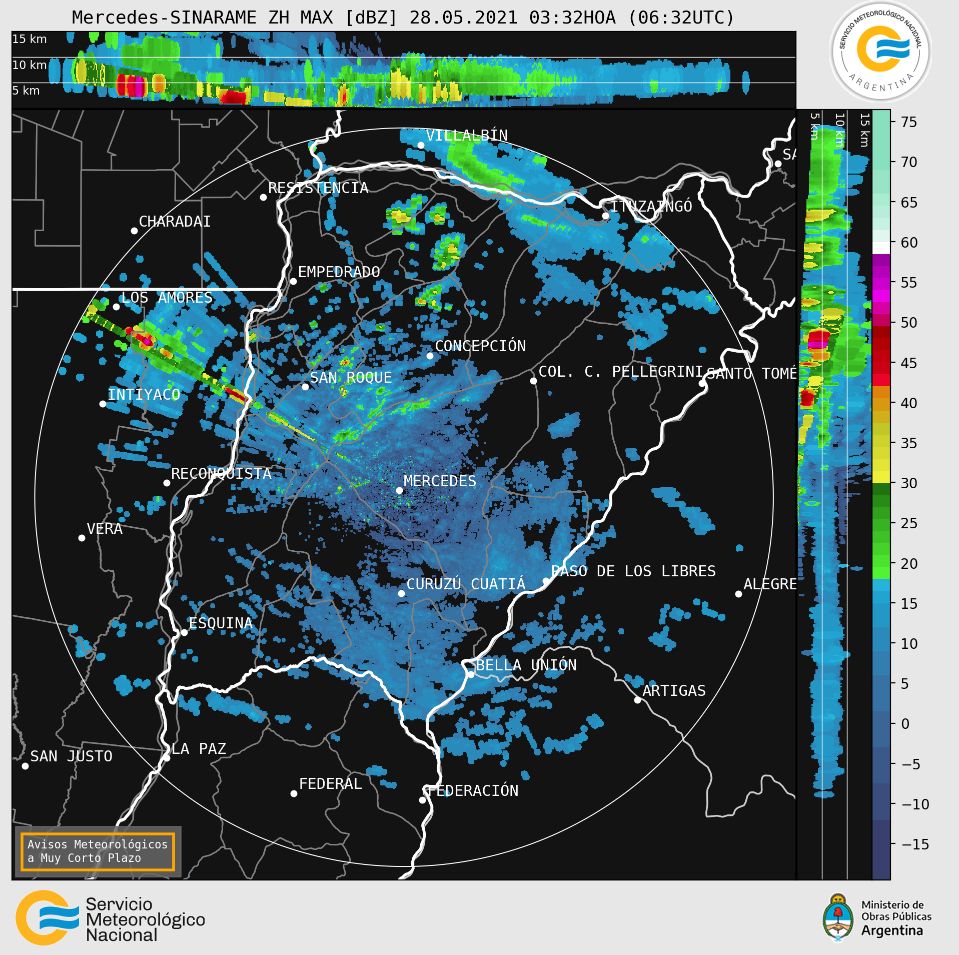 Mercedes-SINARAME ZH MAX [dBZ] 28.05.2021 03:32HOA (06:32UTC)
SERVICIO METEOROLÓGICO NACIONAL
ARGENTINA
15 km
10 km
5 km
5 km
10 km
15 km
VILLALBÍN
SA
RESISTENCIA
ITUZAINGÓ
CHARADAI
EMPEDRADO
LOS AMORES
CONCEPCIÓN
SAN ROQUE
COL. C. PELLEGRINI
SANTO TOMÉ
INTIYACO
RECONQUISTA
MERCEDES
VERA
CURUZÚ CUATIÁ
PASO DE LOS LIBRES
ALEGRE
ESQUINA
BELLA UNIÓN
ARTIGAS
LA PAZ
SAN JUSTO
FEDERAL
FEDERACIÓN
75
70
65
60
55
50
45
40
35
30
25
20
15
10
5
0
−5
−10
−15
Avisos Meteorológicos
a Muy Corto Plazo
Servicio
Meteorológico
Nacional
Ministerio de
Obras Públicas
Argentina